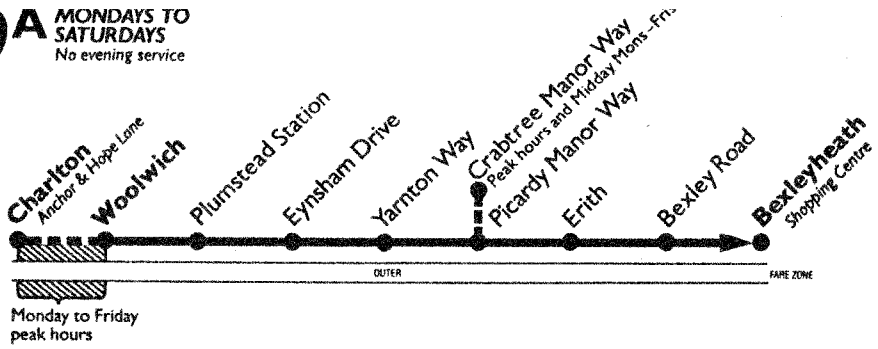 A MONDAYS TO
SATURDAYS
No evening service
Charlton
Anchor & Hope Lane
Woolwich
Plumstead Station
Eynsham Drive
Yarnton Way
Crabtree Manor Way
Peak hours and Midday Mons-Fris
Picardy Manor Way
Erith
Bexley Road
Bexleyheath
Shopping Centre
OUTER
FARE ZONE
Monday to Friday
peak hours